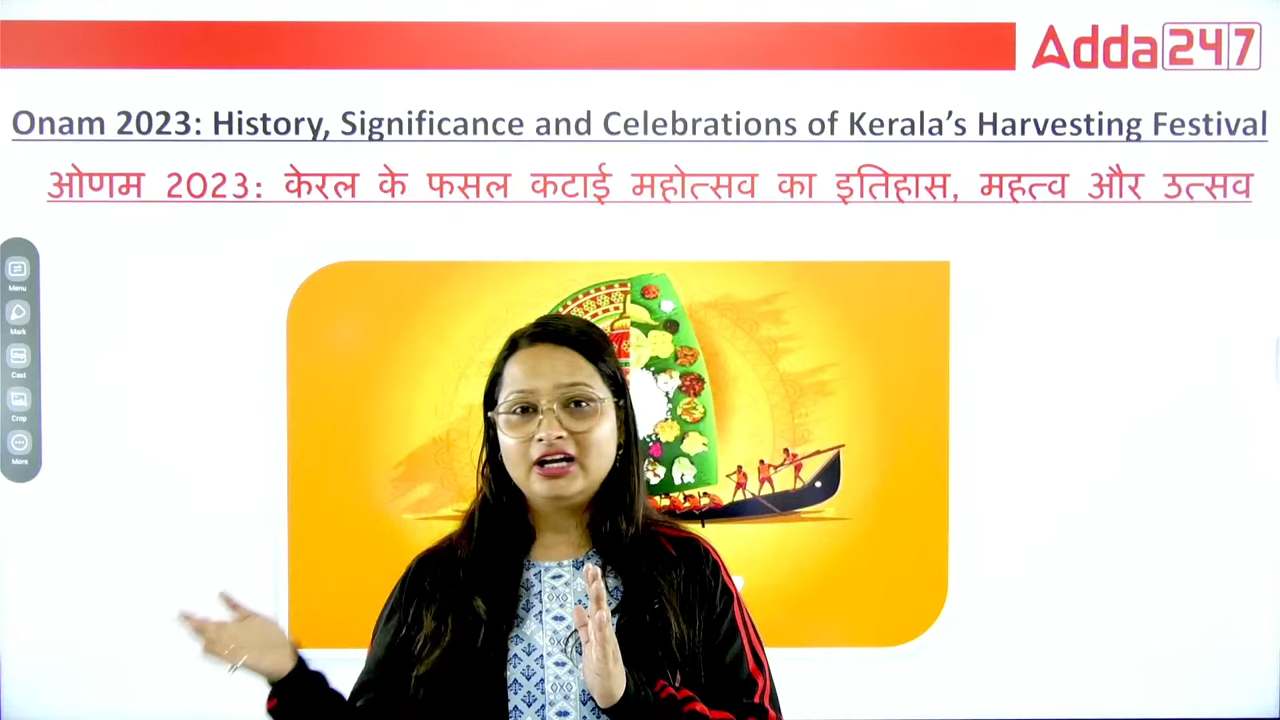 Adda247
Onam 2023: History, Significance and Celebrations of Kerala’s Harvesting Festival
ओणम 2023: केरल के फसल कटाई महोत्सव का इतिहास, महत्व और उत्सव
Menu
Mark
Cast
Crop
More